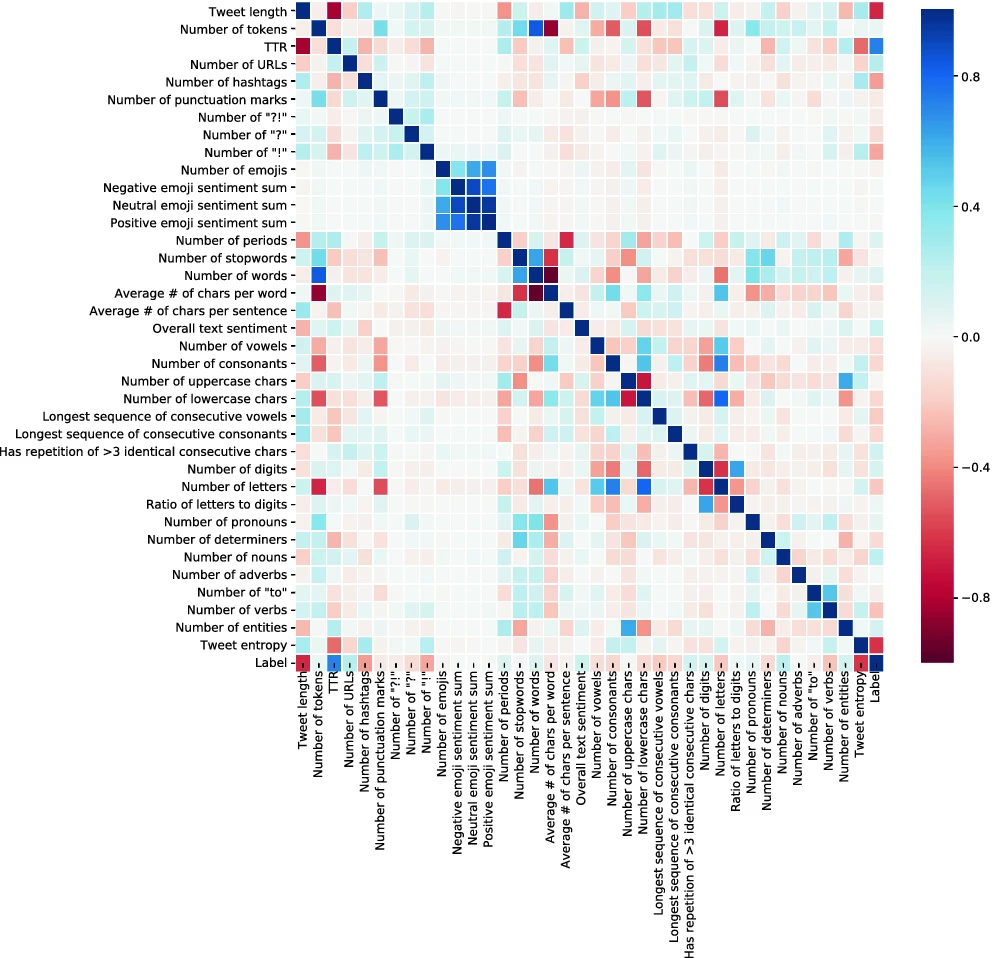 Tweet length
Number of tokens
TTR
Number of URLs
Number of hashtags
Number of punctuation marks
Number of "?!"
Number of "?"
Number of "!"
Number of emojis
Negative emoji sentiment sum
Neutral emoji sentiment sum
Positive emoji sentiment sum
Number of periods
Number of stopwords
Number of words
Average # of chars per word
Average # of chars per sentence
Overall text sentiment
Number of vowels
Number of consonants
Number of uppercase chars
Number of lowercase chars
Longest sequence of consecutive vowels
Longest sequence of consecutive consonants
Has repetition of >3 identical consecutive chars
Number of digits
Number of letters
Ratio of letters to digits
Number of pronouns
Number of determiners
Number of nouns
Number of adverbs
Number of "to"
Number of verbs
Number of entities
Tweet entropy
Label
Tweet length
Number of tokens
TTR
Number of URLs
Number of hashtags
Number of punctuation marks
Number of "?!"
Number of "?"
Number of "!"
Number of emojis
Negative emoji sentiment sum
Neutral emoji sentiment sum
Positive emoji sentiment sum
Number of periods
Number of stopwords
Number of words
Average # of chars per word
Average # of chars per sentence
Overall text sentiment
Number of vowels
Number of consonants
Number of uppercase chars
Number of lowercase chars
Longest sequence of consecutive vowels
Longest sequence of consecutive consonants
Has repetition of >3 identical consecutive chars
Number of digits
Number of letters
Ratio of letters to digits
Number of pronouns
Number of determiners
Number of nouns
Number of adverbs
Number of "to"
Number of verbs
Number of entities
Tweet entropy
Label
0.8
0.4
0.0
−0.4
−0.8